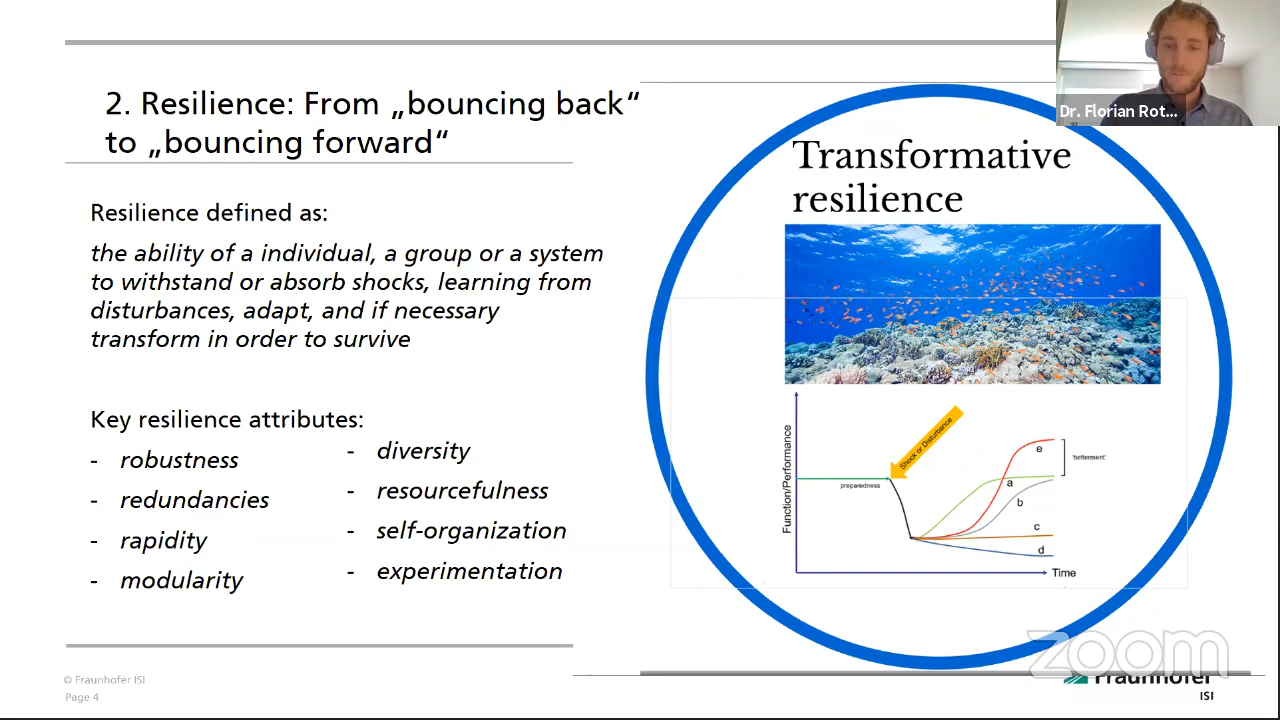 2. Resilience: From „bouncing back“
to „bouncing forward“
Resilience defined as:
the ability of a individual, a group or a system
to withstand or absorb shocks, learning from
disturbances, adapt, and if necessary
transform in order to survive
Key resilience attributes:
- robustness
- redundancies
- rapidity
- modularity
- diversity
- resourcefulness
- self-organization
- experimentation
Dr. Florian Rot...
Transformative
resilience
Function/Performance
Shock or Disturbance
preparedness
e
'betterment'
a
b
c
d
Time
© Fraunhofer ISI
Page 4
zoom
Fraunhofer
ISI